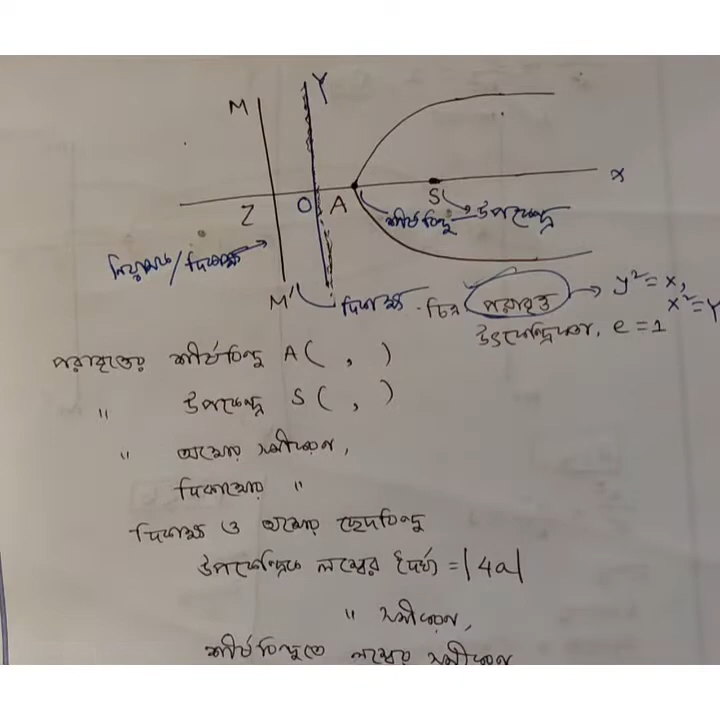 M
Y
x
Z
O
A
S
শীর্ষবিন্দু
উপকেন্দ্র
নিয়ামক/দিকাক্ষ
M'
দিকাক্ষ
চিত্র পরাবৃত্ত
y² = x,
x² = Y
উৎকেন্দ্রিকতা, e = 1
পরাবৃত্তের শীর্ষবিন্দু A( , )
" উপকেন্দ্র S( , )
" অক্ষের সমীকরণ,
দিকাক্ষের "
দিকাক্ষ ও অক্ষের ছেদবিন্দু
উপকেন্দ্রিক লম্বের দৈর্ঘ্য = |4a|
" সমীকরণ,
শীর্ষবিন্দুতে লম্বের সমীকরণ